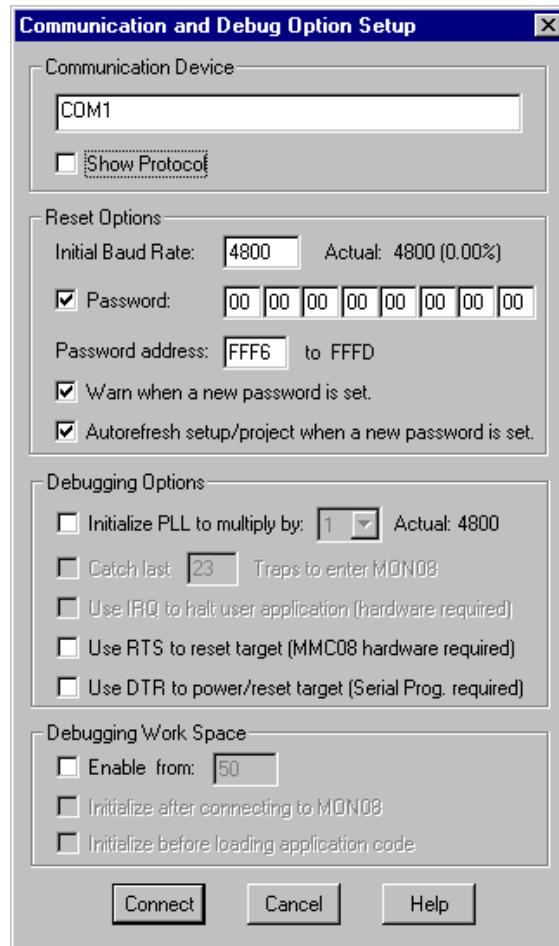 Communication and Debug Option Setup
Communication Device
COM1
Show Protocol
Reset Options
Initial Baud Rate: 4800 Actual: 4800 (0.00%)
Password: 00 00 00 00 00 00 00 00
Password address: FFF6 to FFFD
Warn when a new password is set.
Autorefresh setup/project when a new password is set.
Debugging Options
Initialize PLL to multiply by: 1 Actual: 4800
Catch last 23 Traps to enter MON08
Use IRQ to halt user application (hardware required)
Use RTS to reset target (MMC08 hardware required)
Use DTR to power/reset target (Serial Prog. required)
Debugging Work Space
Enable from: 50
Initialize after connecting to MON08
Initialize before loading application code
Connect Cancel Help